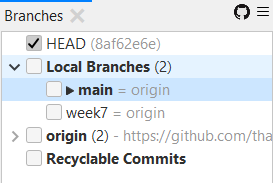 Branches
HEAD (8af62e6e)
Local Branches (2)
main = origin
week7 = origin
origin (2) - https://github.com/tha
Recyclable Commits